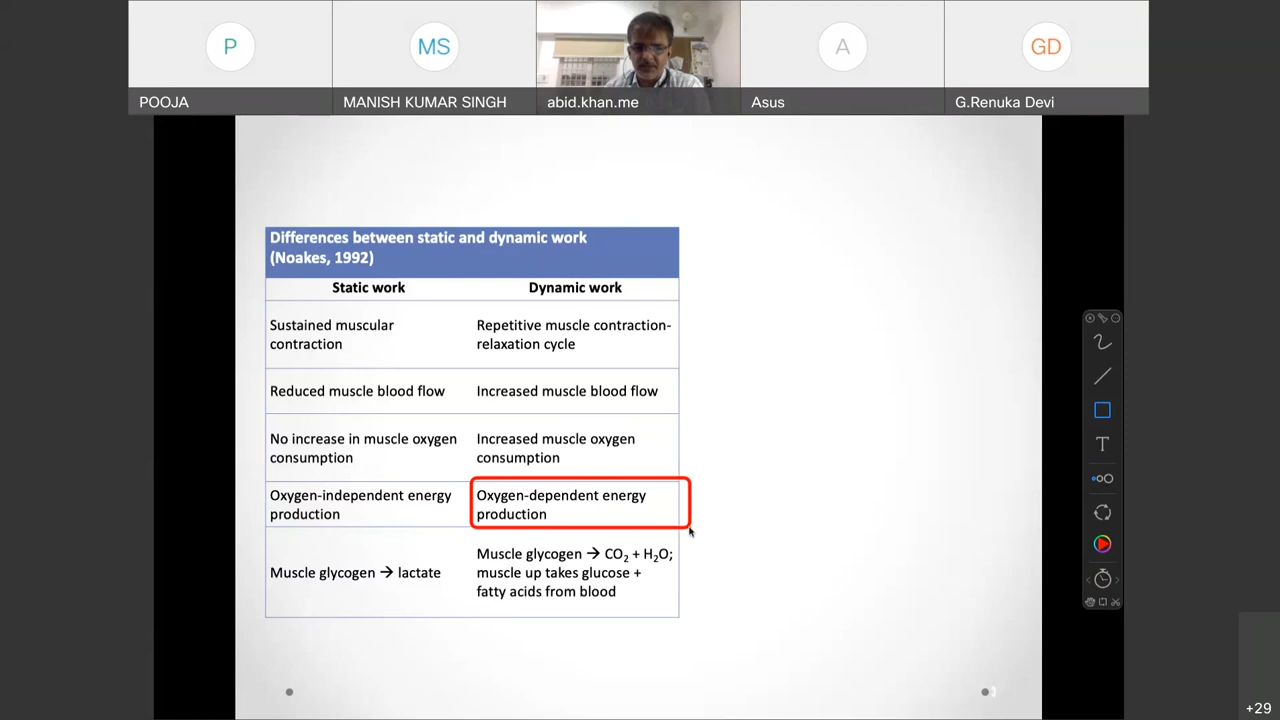 P
MS
A
GD
POOJA
MANISH KUMAR SINGH
abid.khan.me
Asus
G.Renuka Devi
Differences between static and dynamic work
(Noakes, 1992)
Static work
Dynamic work
Sustained muscular
contraction
Repetitive muscle contraction-
relaxation cycle
Reduced muscle blood flow
Increased muscle blood flow
No increase in muscle oxygen
consumption
Increased muscle oxygen
consumption
Oxygen-independent energy
production
Oxygen-dependent energy
production
Muscle glycogen → lactate
Muscle glycogen → CO₂ + H₂O;
muscle up takes glucose +
fatty acids from blood
T
+29